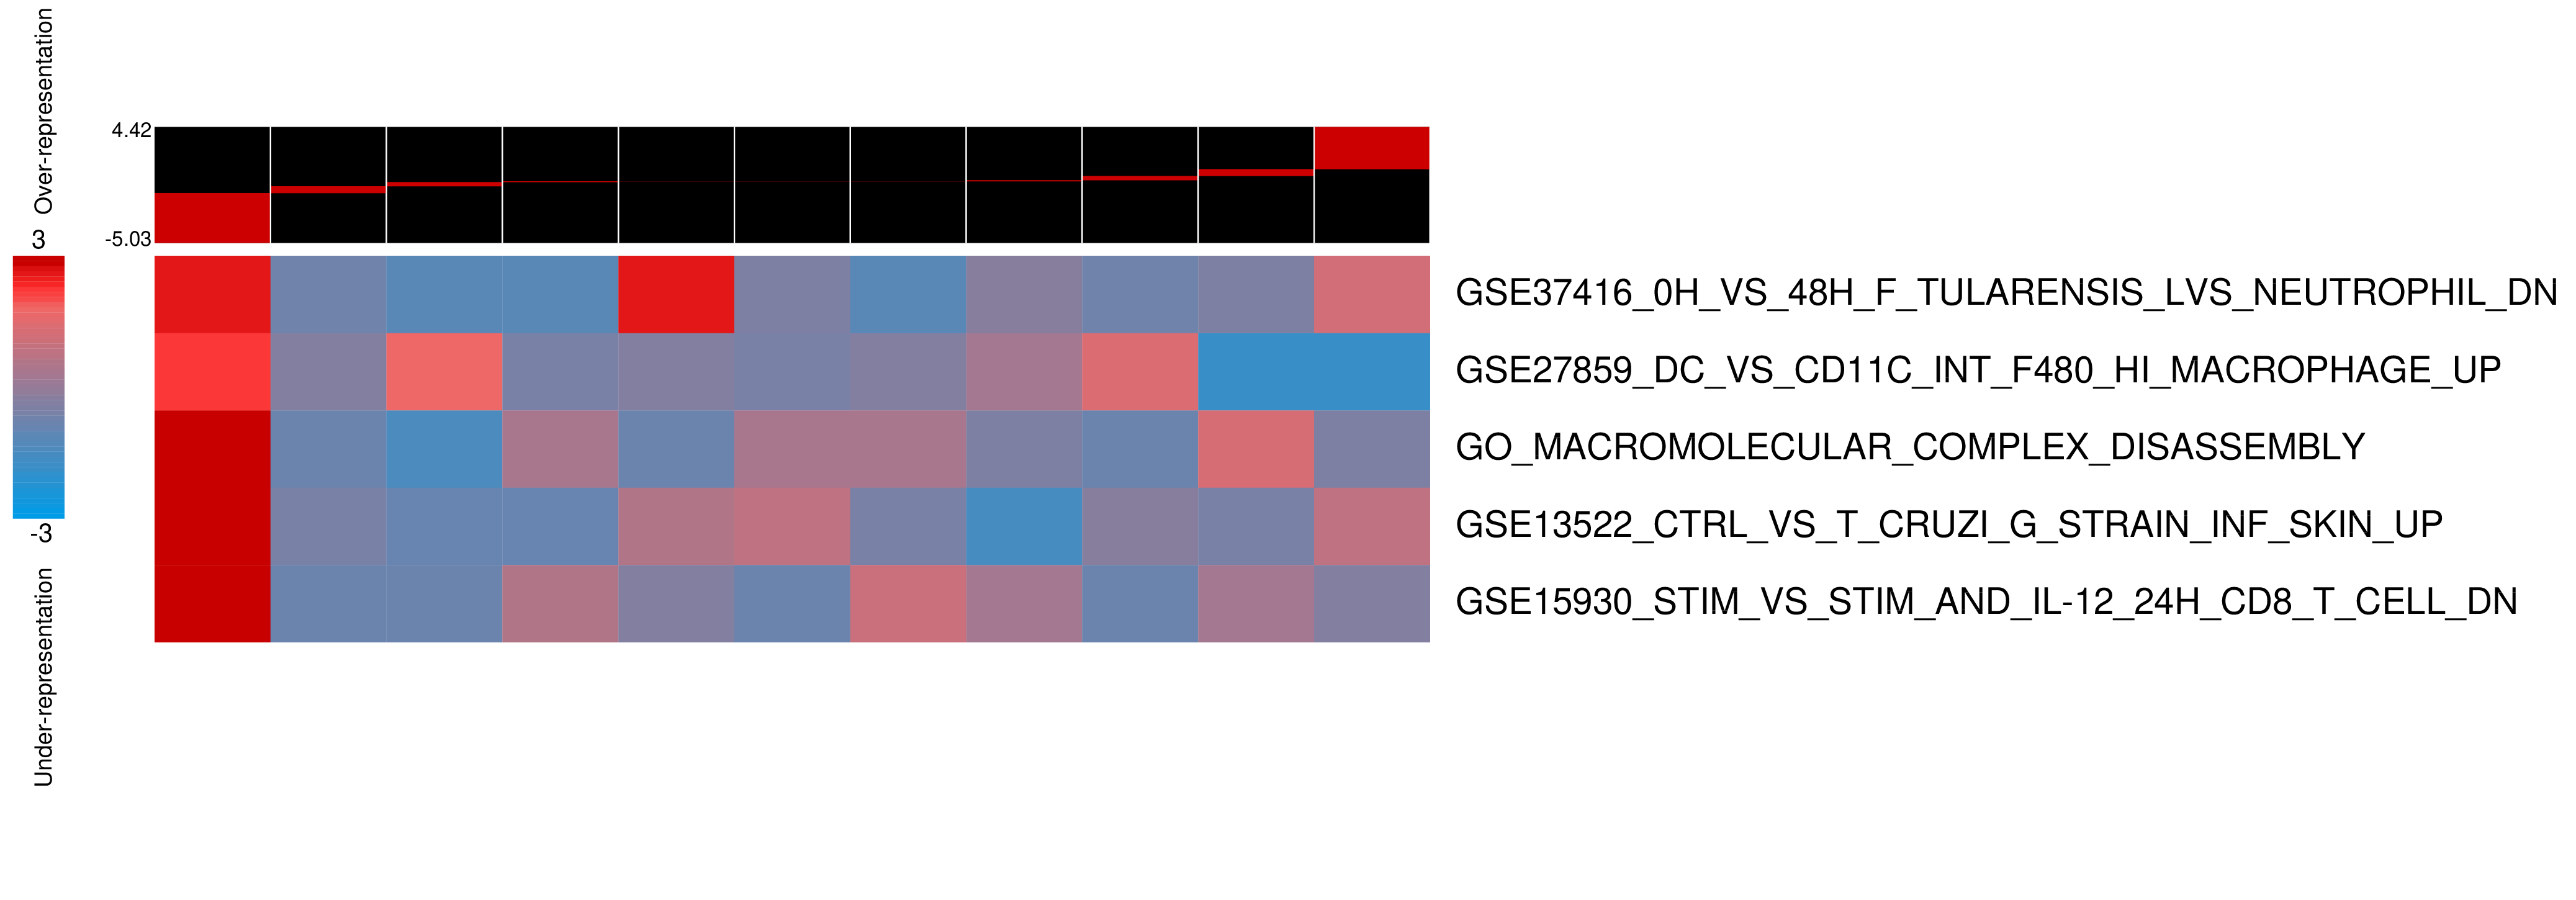 Over-representation
3
-3
Under-representation
4.42
-5.03
GSE37416_0H_VS_48H_F_TULARENSIS_LVS_NEUTROPHIL_DN
GSE27859_DC_VS_CD11C_INT_F480_HI_MACROPHAGE_UP
GO_MACROMOLECULAR_COMPLEX_DISASSEMBLY
GSE13522_CTRL_VS_T_CRUZI_G_STRAIN_INF_SKIN_UP
GSE15930_STIM_VS_STIM_AND_IL-12_24H_CD8_T_CELL_DN